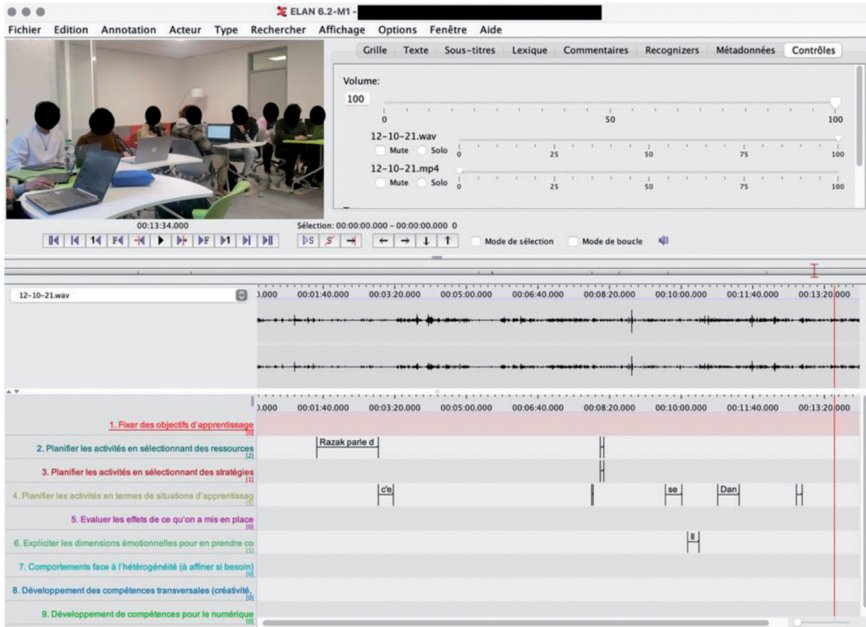 ELAN 6.2-M1 -
Fichier Edition Annotation Acteur Type Rechercher Affichage Options Fenêtre Aide
Grille Texte Sous-titres Lexique Commentaires Recognizers Métadonnées Contrôles
Volume:
100
0 50 100
12-10-21.wav
Mute Solo
0 25 50 75 100
12-10-21.mp4
Mute Solo
0 25 50 75 100
00:13:34.000
Sélection: 00:00:00.000 - 00:00:00.000 0
Mode de sélection Mode de boucle
12-10-21.wav
0.000 00:01:40.000 00:03:20.000 00:05:00.000 00:06:40.000 00:08:20.000 00:10:00.000 00:11:40.000 00:13:20.000
0.000 00:01:40.000 00:03:20.000 00:05:00.000 00:06:40.000 00:08:20.000 00:10:00.000 00:11:40.000 00:13:20.000
1. Fixer des objectifs d'apprentissage
[0]
2. Planifier les activités en sélectionnant des ressources Razak parle d
[2]
3. Planifier les activités en sélectionnant des stratégies
[1]
4. Planifier les activités en termes de situations d'apprentissag c'e se Dan
5. Evaluer les effets de ce qu'on a mis en place
[0]
6. Expliciter les dimensions émotionnelles pour en prendre co Il
[1]
7. Comportements face à l'hétérogénéité (à affiner si besoin)
[0]
8. Développement des compétences transversales (créativité,
[0]
9. Développement de compétences pour le numérique
[0]